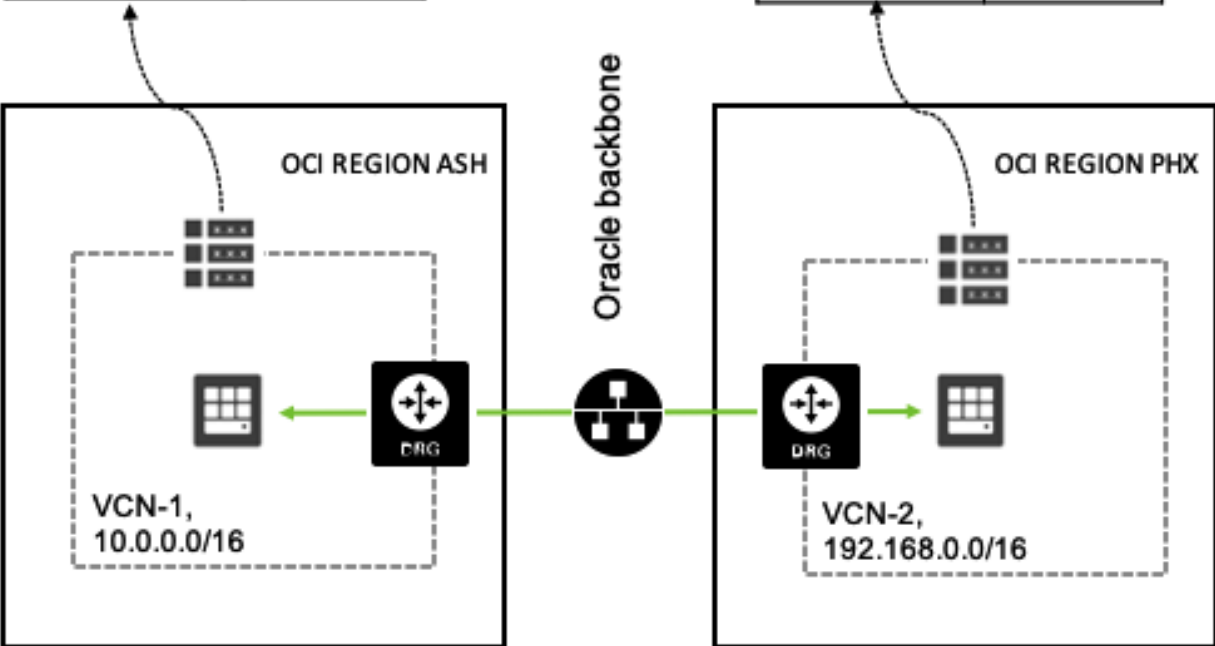 Oracle backbone
OCI REGION ASH
OCI REGION PHX
DRG
DRG
VCN-1,
10.0.0.0/16
VCN-2,
192.168.0.0/16